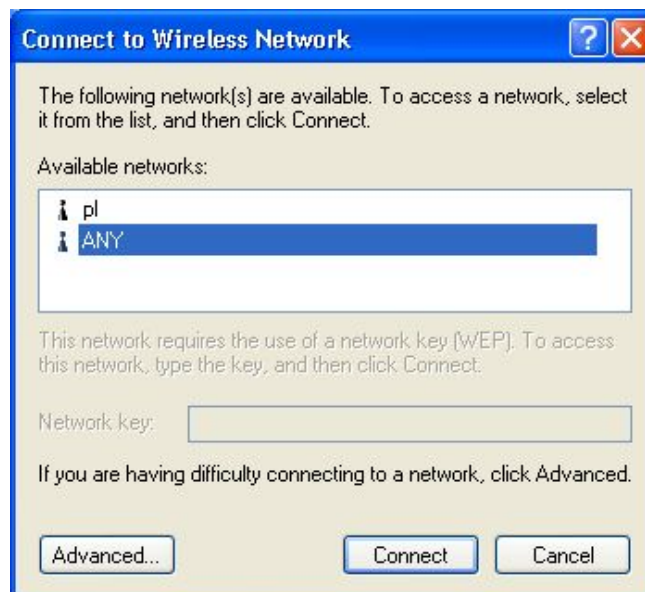 Connect to Wireless Network
The following network(s) are available. To access a network, select
it from the list, and then click Connect.
Available networks:
pl
ANY
This network requires the use of a network key (WEP). To access
this network, type the key, and then click Connect.
Network key:
If you are having difficulty connecting to a network, click Advanced.
Advanced... Connect Cancel